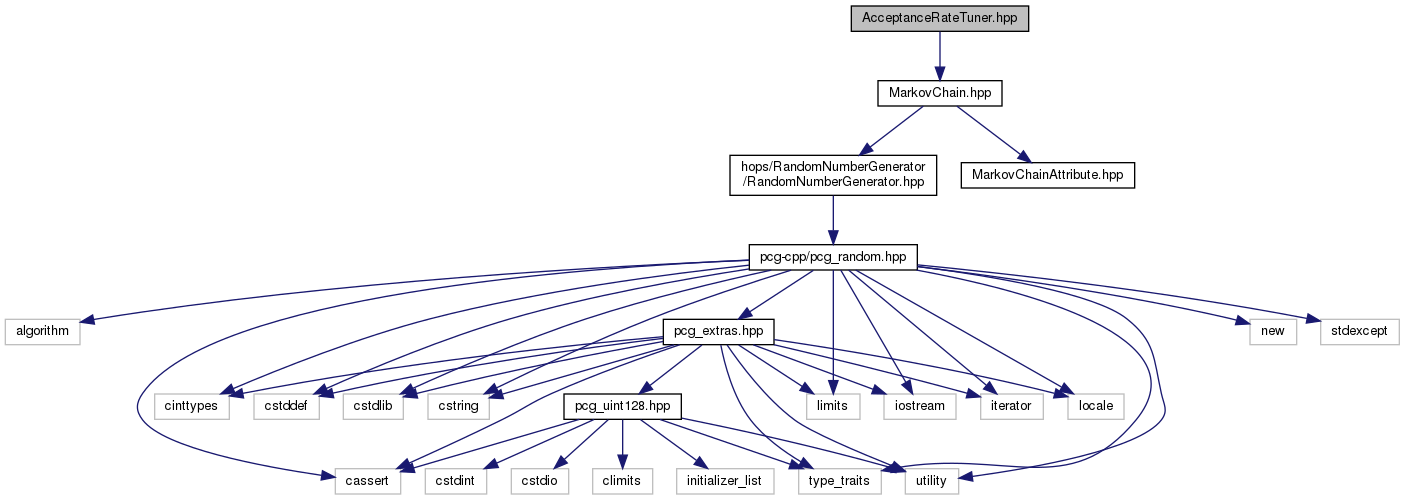 AcceptanceRateTuner.hpp
MarkovChain.hpp
hops/RandomNumberGenerator
/RandomNumberGenerator.hpp
MarkovChainAttribute.hpp
pcg-cpp/pcg_random.hpp
algorithm
pcg_extras.hpp
new
stdexcept
cinttypes
cstddef
cstdlib
cstring
pcg_uint128.hpp
limits
iostream
iterator
locale
cassert
cstdint
cstdio
climits
initializer_list
type_traits
utility